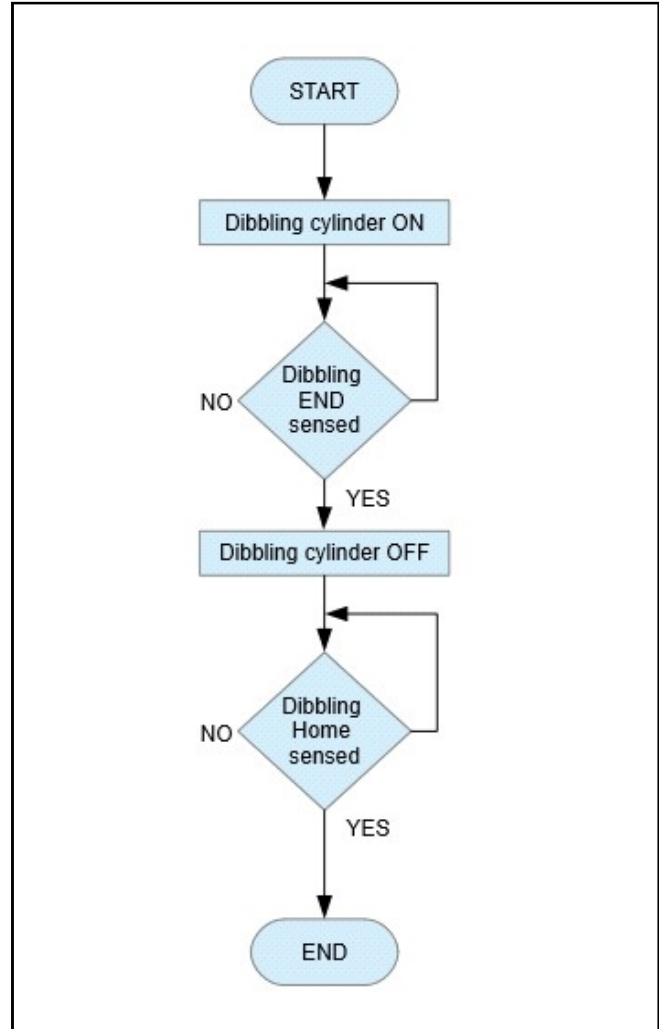 START
Dibbling cylinder ON
Dibbling
END
sensed
NO
YES
Dibbling cylinder OFF
Dibbling
Home
sensed
NO
YES
END